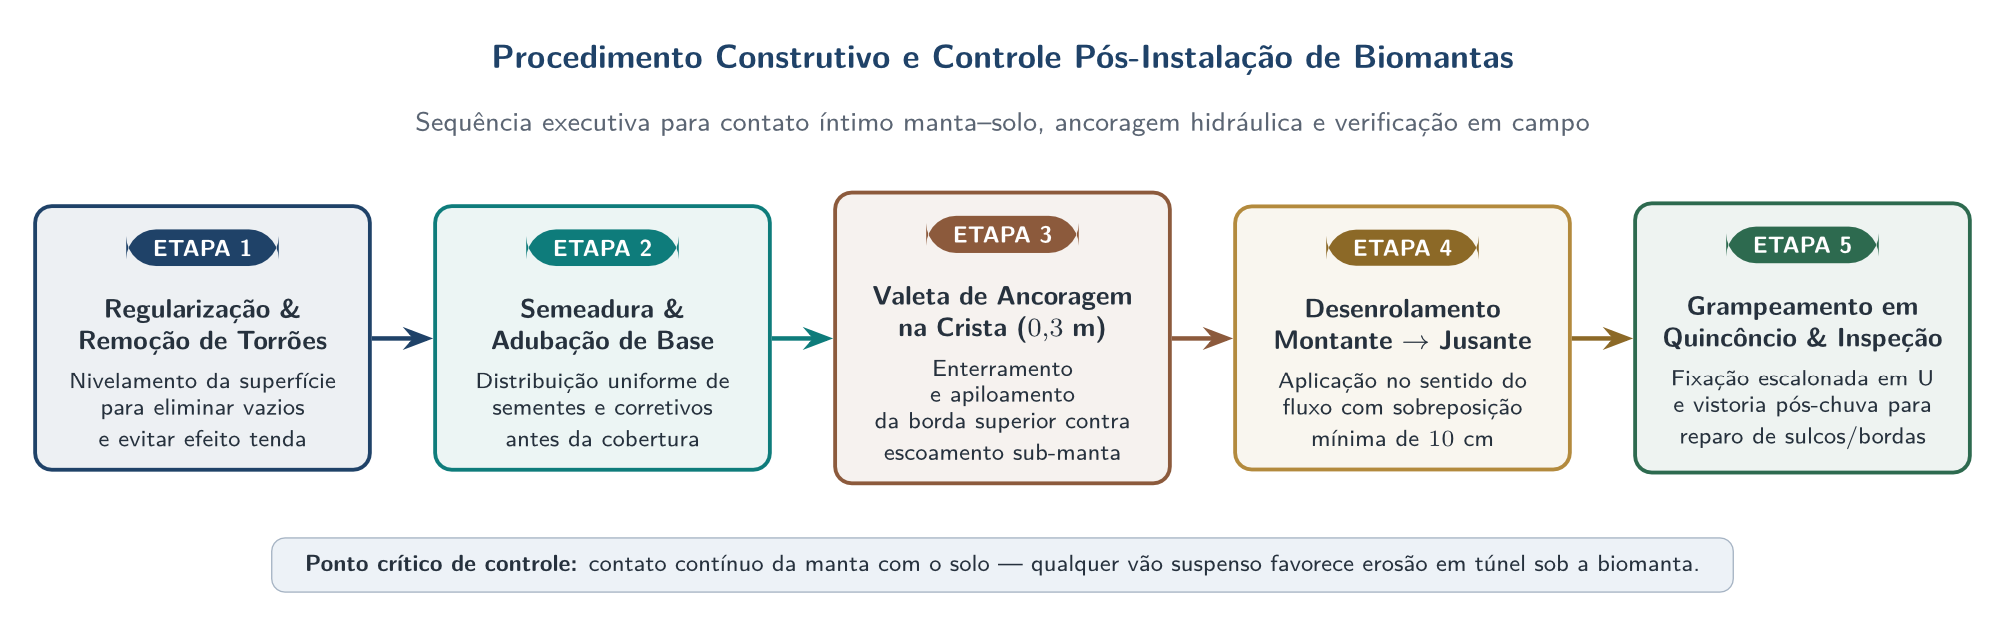 Procedimento Construtivo e Controle Pós-Instalação de Biomantas
Sequência executiva para contato íntimo manta–solo, ancoragem hidráulica e verificação em campo
ETAPA 1
Regularização &
Remoção de Torrões
Nivelamento da superfície
para eliminar vazios
e evitar efeito tenda
ETAPA 2
Semeadura &
Adubação de Base
Distribuição uniforme de
sementes e corretivos
antes da cobertura
ETAPA 3
Valeta de Ancoragem
na Crista (0,3 m)
Enterramento
e apiloamento
da borda superior contra
escoamento sub-manta
ETAPA 4
Desenrolamento
Montante → Jusante
Aplicação no sentido do
fluxo com sobreposição
mínima de 10 cm
ETAPA 5
Grampeamento em
Quincôncio & Inspeção
Fixação escalonada em U
e vistoria pós-chuva para
reparo de sulcos/bordas
Ponto crítico de controle: contato contínuo da manta com o solo — qualquer vão suspenso favorece erosão em túnel sob a biomanta.